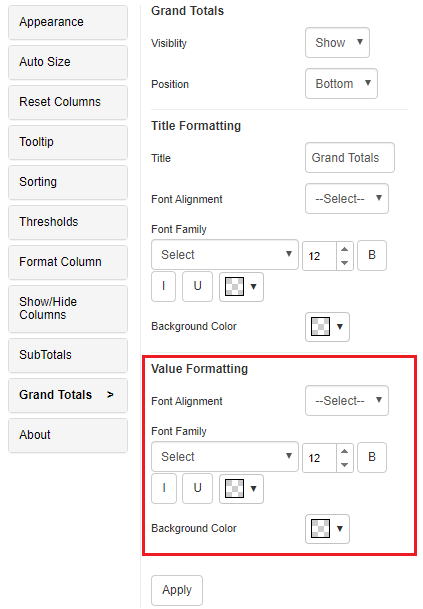 Appearance
Auto Size
Reset Columns
Tooltip
Sorting
Thresholds
Format Column
Show/Hide
Columns
SubTotals
Grand Totals >
About
Grand Totals
Visiblity Show
Position Bottom
Title Formatting
Title Grand Totals
Font Alignment --Select--
Font Family
Select 12 B
I U
Background Color
Value Formatting
Font Alignment --Select--
Font Family
Select 12 B
I U
Background Color
Apply